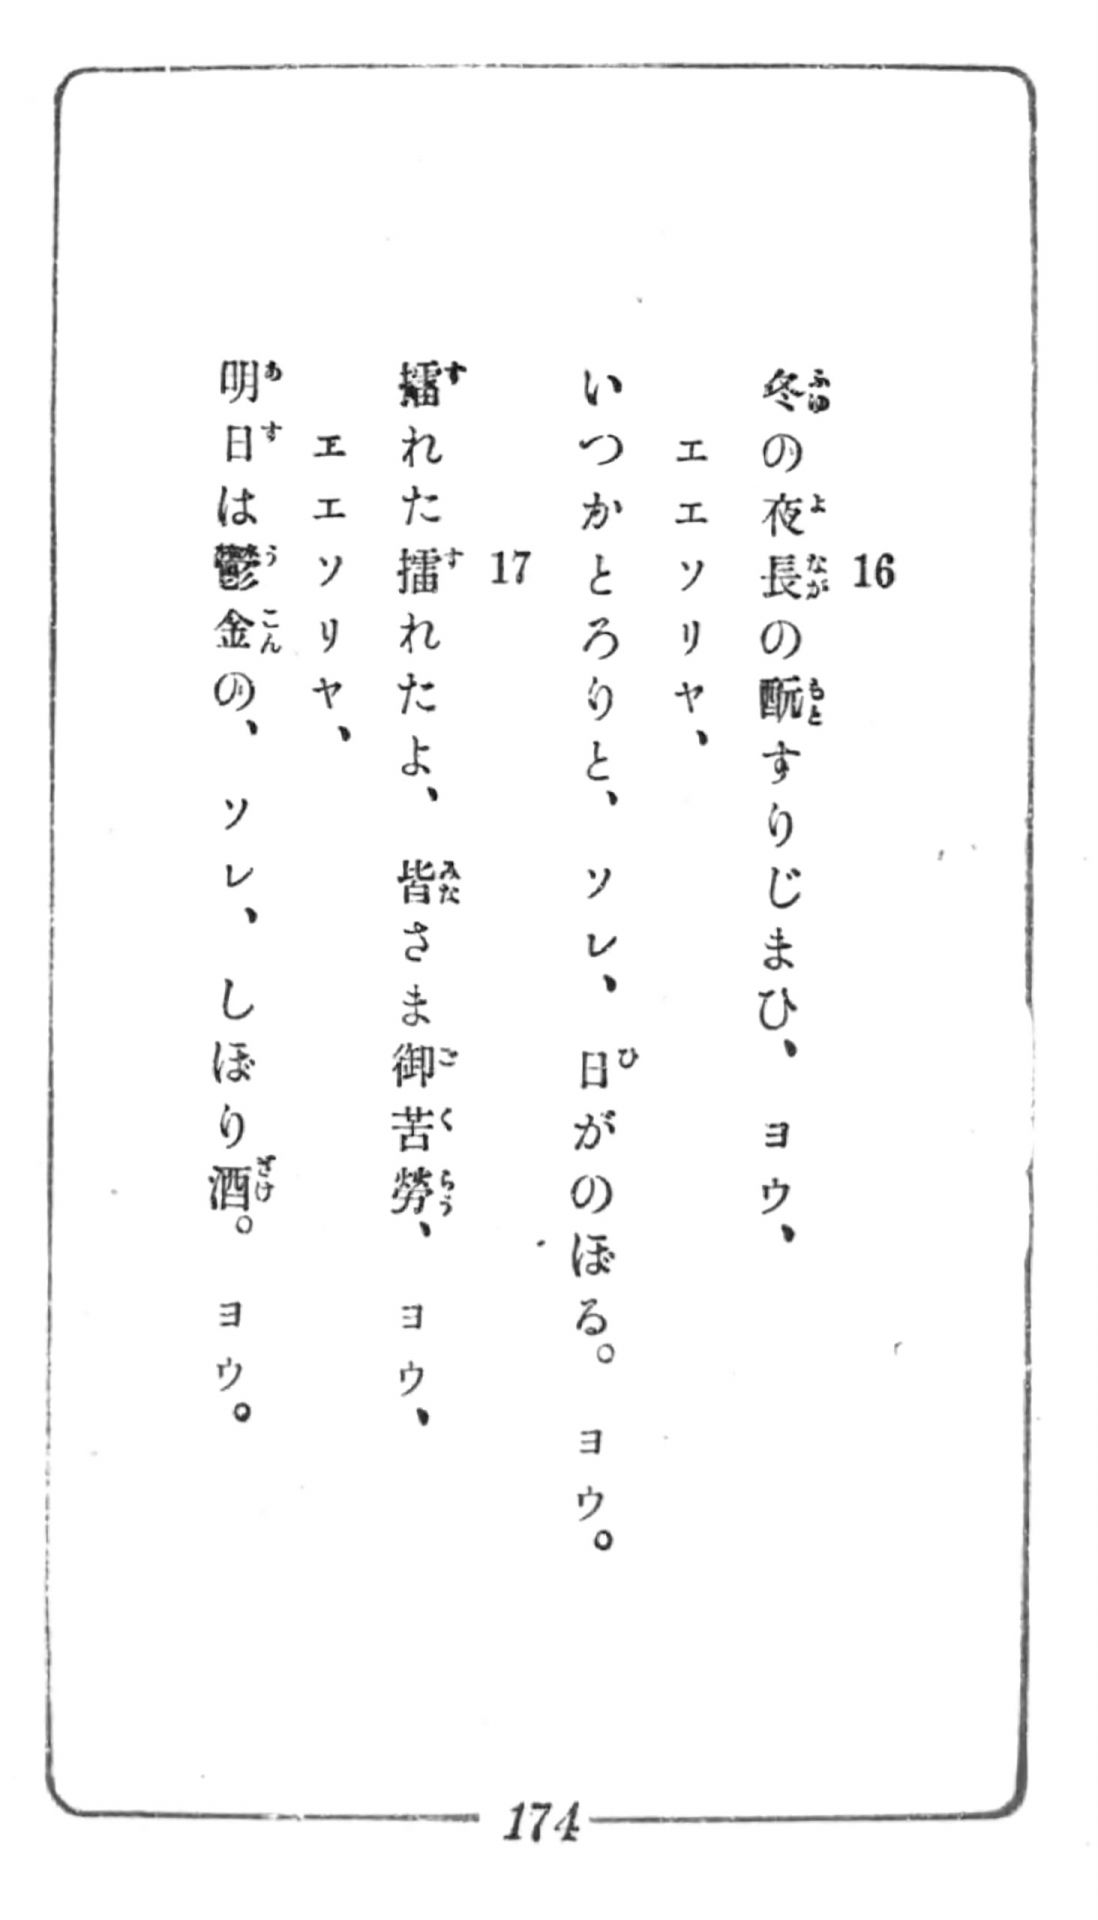 16
冬の夜長の酛すりじまひ、　ヨウ、
エエソリヤ、
いつかとろりと、　ソレ、　日がのぼる。　ヨウ。
17
擂れた擂れたよ、　皆さま御苦勞、　ヨウ、
エエソリヤ、
明日は鬱金の、　ソレ、　しぼり酒。　ヨウ。
174